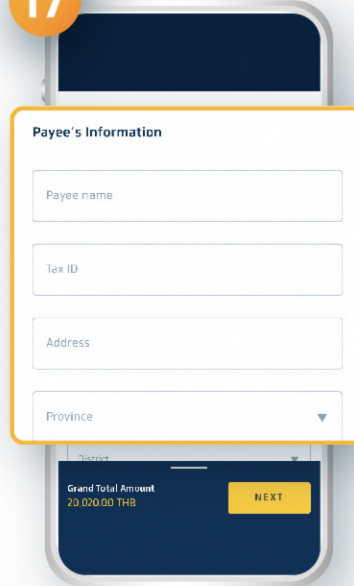 17
Payee's Information
Payee name
Tax ID
Address
Province
District
Grand Total Amount
20,020.00 THB
NEXT